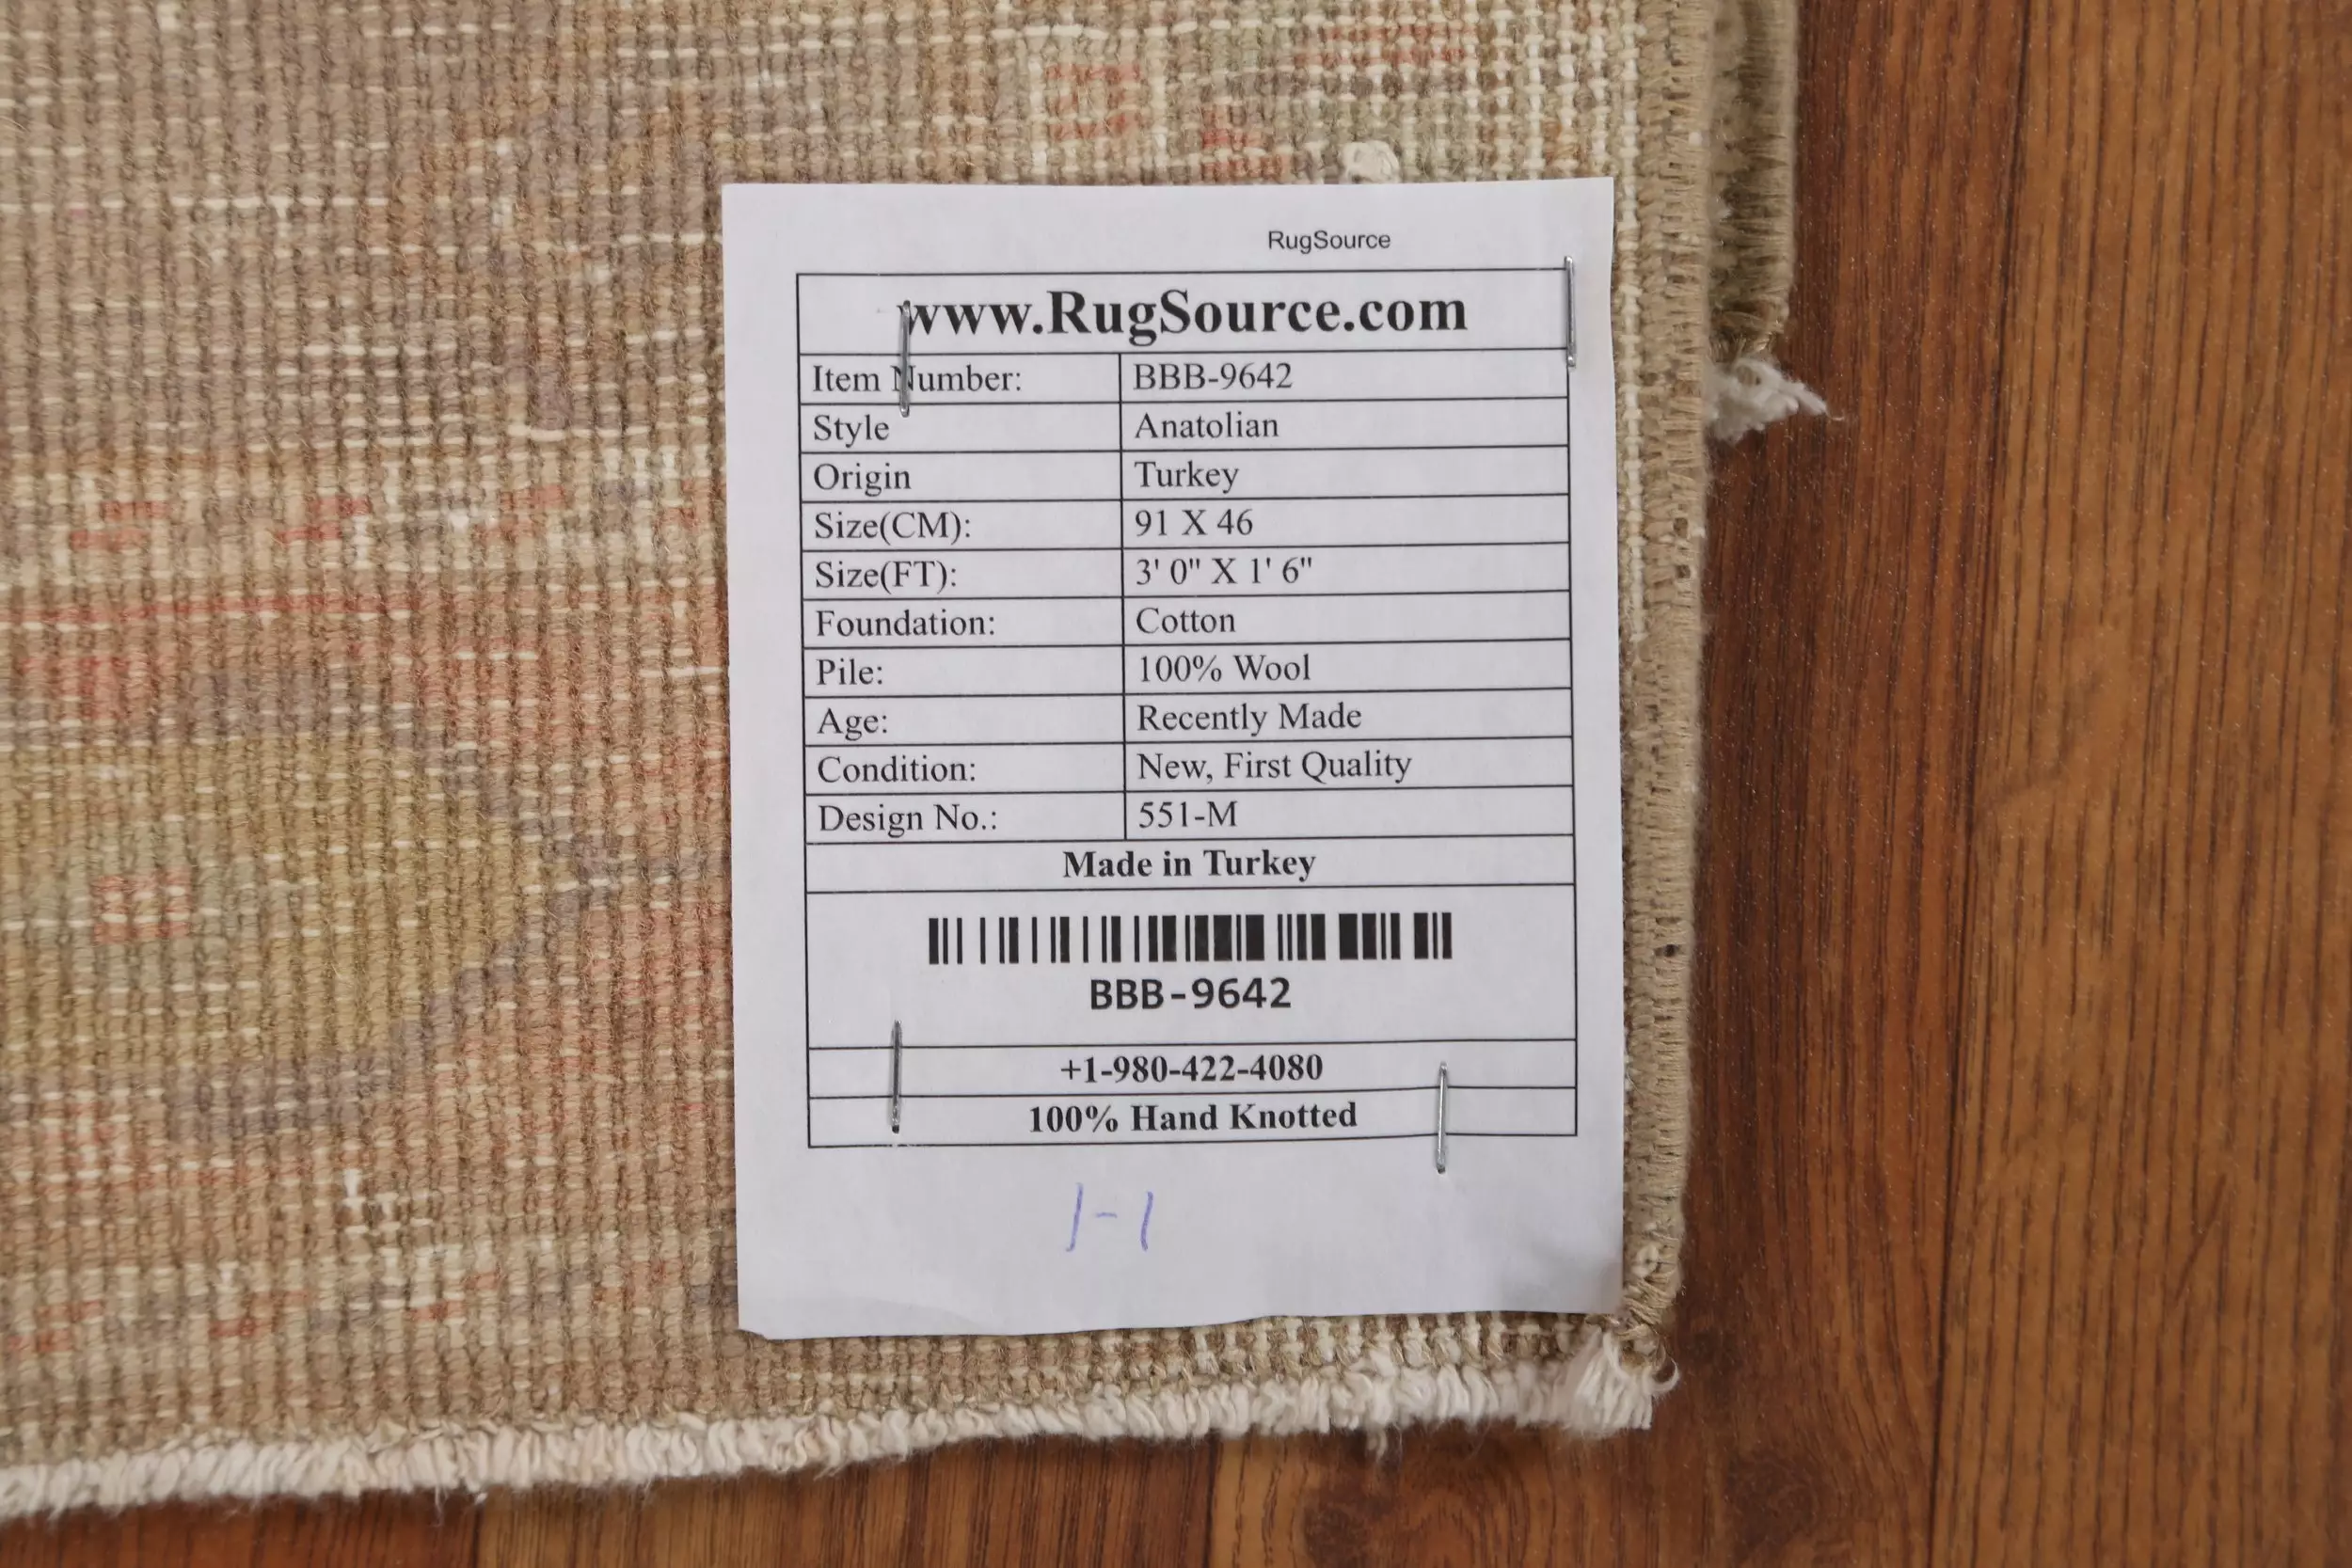 RugSource
www.RugSource.com
Item Number: BBB-9642
Style Anatolian
Origin Turkey
Size(CM): 91 X 46
Size(FT): 3' 0" X 1' 6"
Foundation: Cotton
Pile: 100% Wool
Age: Recently Made
Condition: New, First Quality
Design No.: 551-M
Made in Turkey
BBB-9642
+1-980-422-4080
100% Hand Knotted
1-1